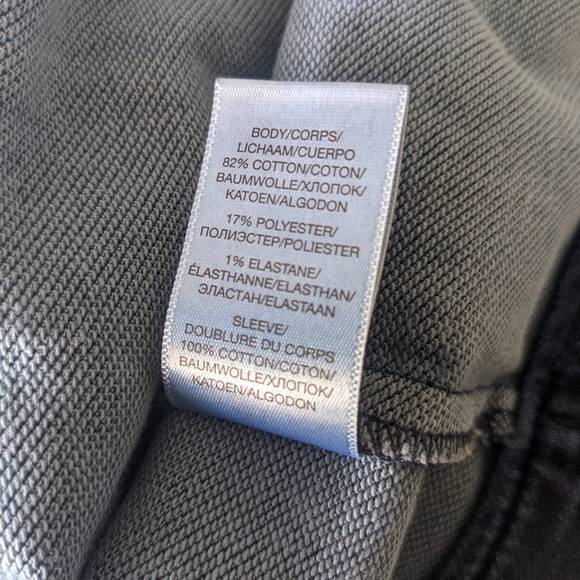 BODY/CORPS/
LICHAAM/CUERPO
82% COTTON/COTON/
BAUMWOLLE/ХЛОПОК/
KATOEN/ALGODON
17% POLYESTER/
ПОЛИЭСТЕР/POLIESTER
1% ELASTANE/
ÉLASTHANNE/ELASTHAN/
ЭЛАСТАН/ELASTAAN
SLEEVE/
DOUBLURE DU CORPS
100% COTTON/COTON/
BAUMWOLLE/ХЛОПОК/
KATOEN/ALGODON